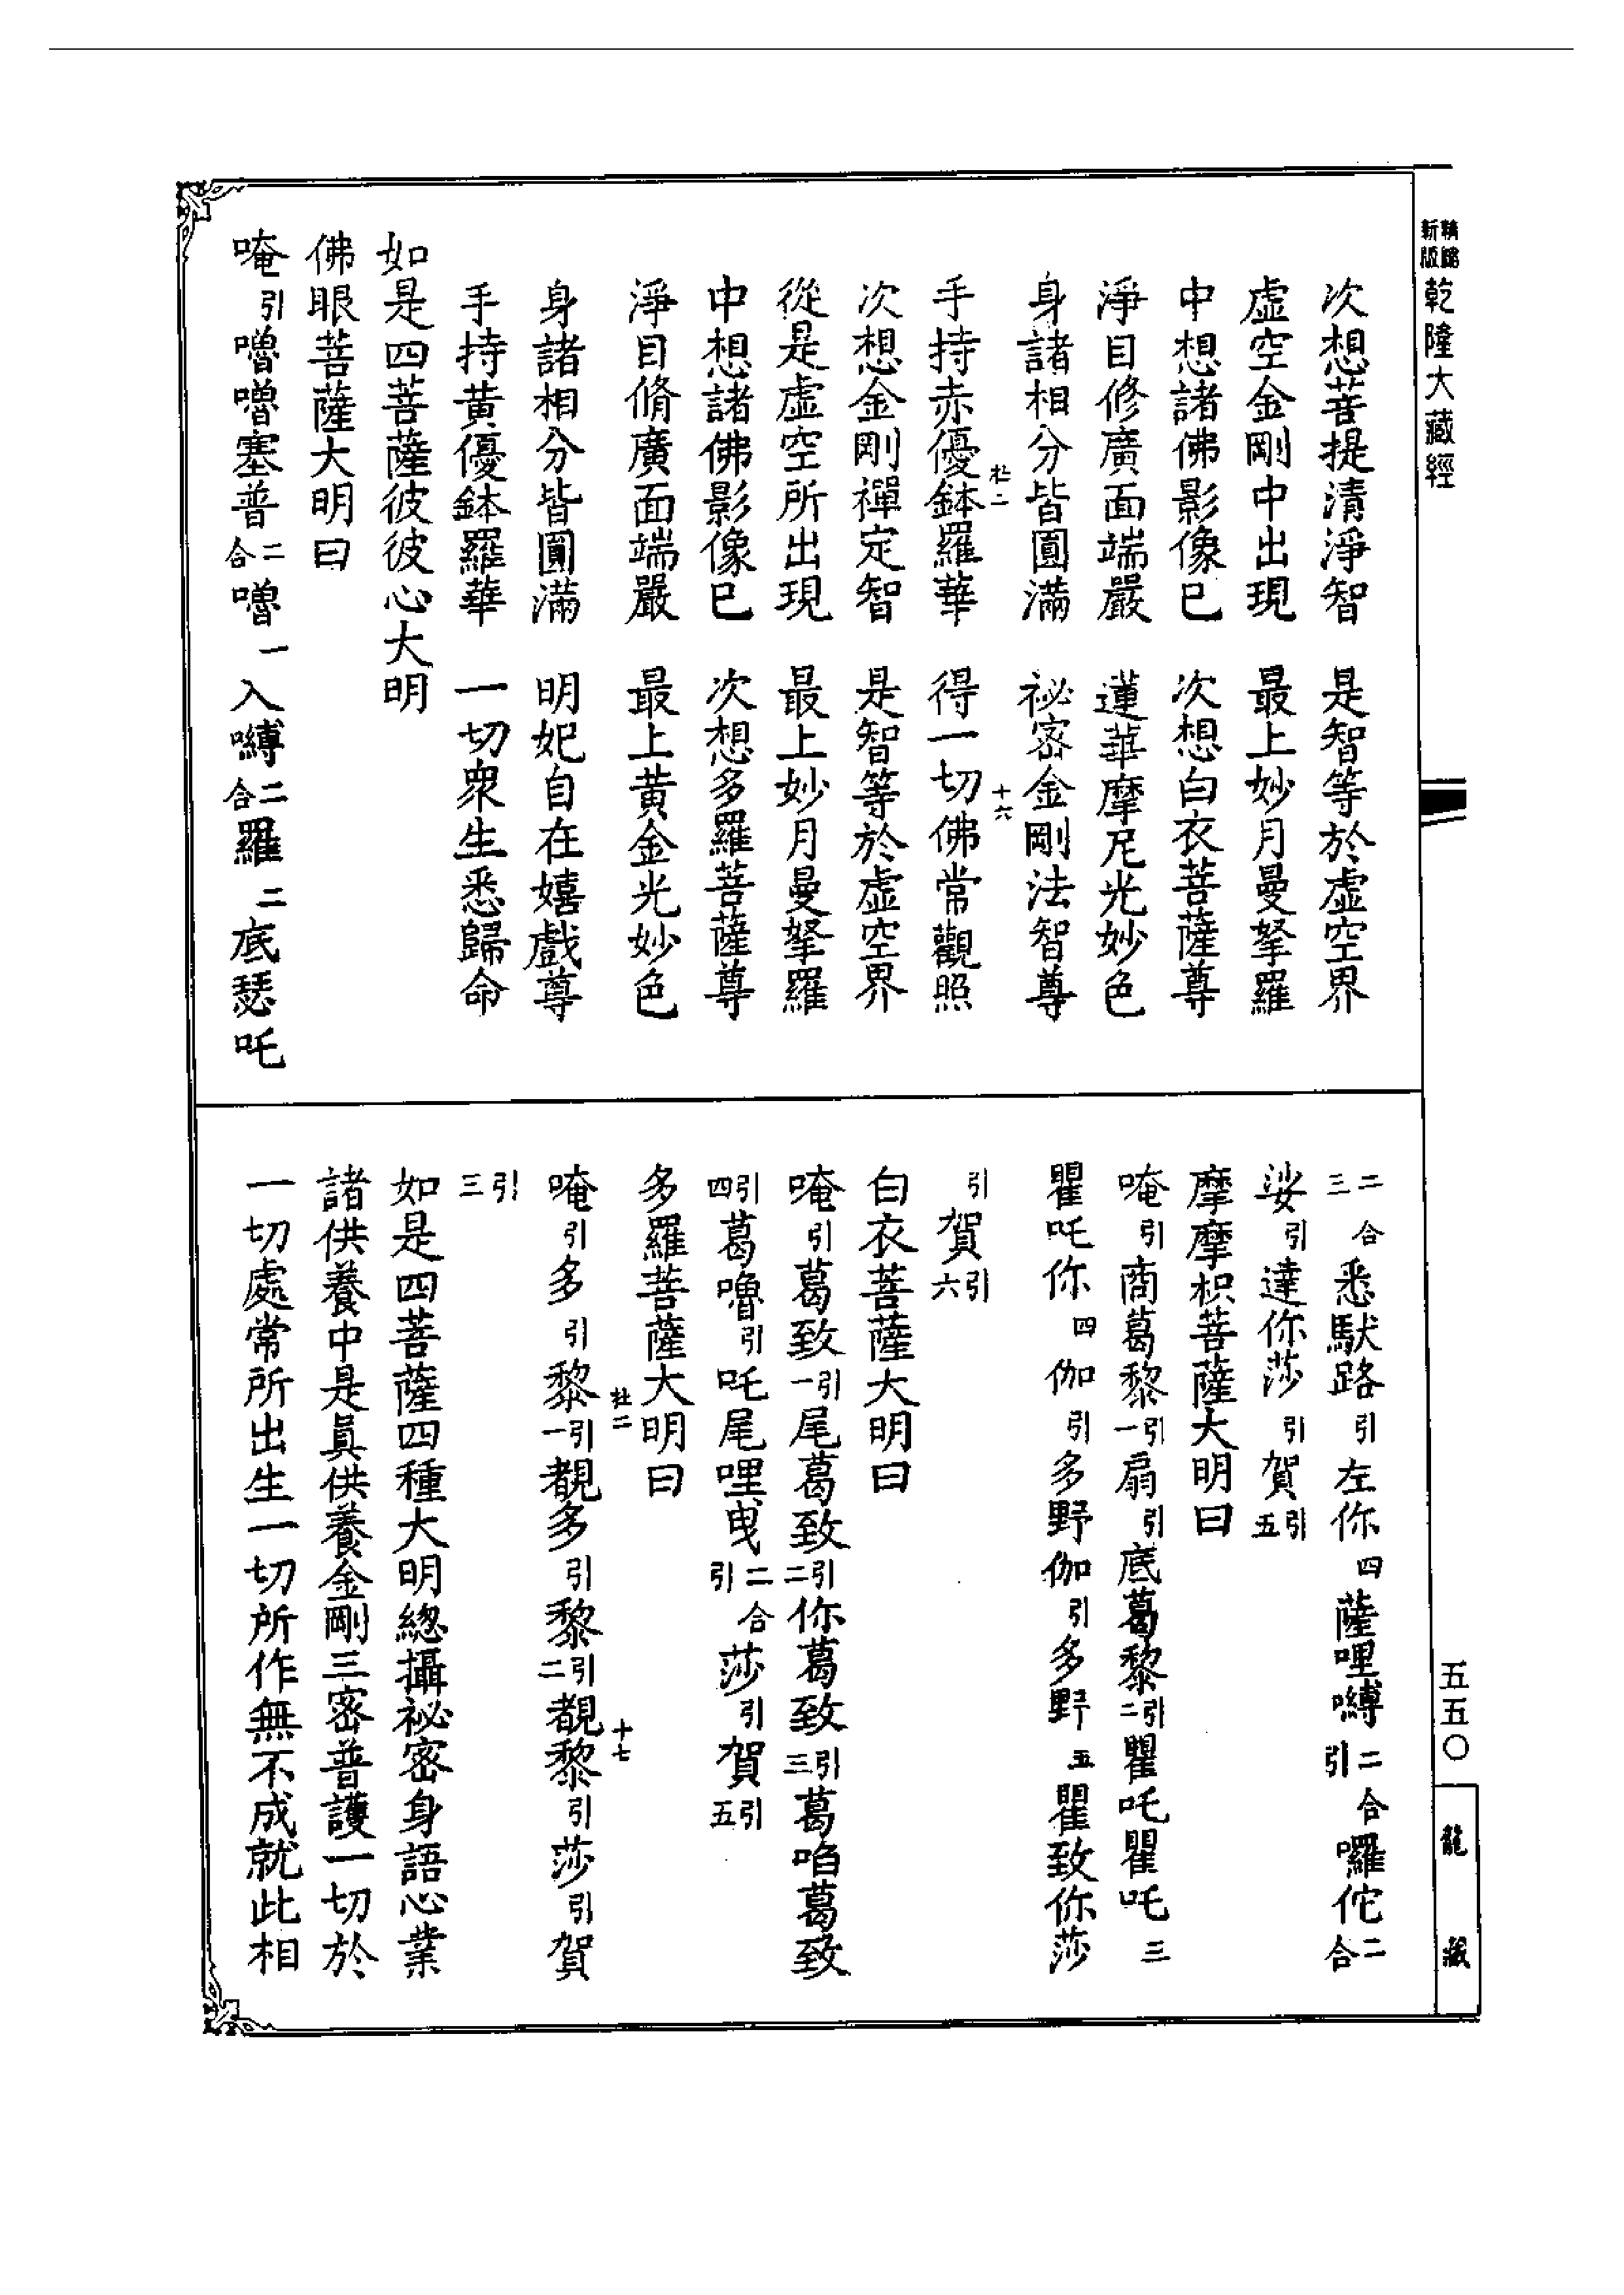 新版
精縮
乾隆大藏經
次想菩提清淨智　是智等於虛空界
虛空金剛中出現　最上妙月曼拏羅
中想諸佛影像已　次想白衣菩薩尊
淨目修廣面端嚴　蓮華摩尼光妙色
身諸相分皆圓滿　祕密金剛法智尊
杜二　十六
手持赤優鉢羅華　得一切佛常觀照
次想金剛禪定智　是智等於虛空界
從是虛空所出現　最上妙月曼拏羅
中想諸佛影像已　次想多羅菩薩尊
淨目脩廣面端嚴　最上黃金光妙色
身諸相分皆圓滿　明妃自在嬉戲尊
手持黃優鉢羅華　一切眾生悉歸命
如是四菩薩彼彼心大明
佛眼菩薩大明曰
唵引嚕嚕塞普二合嚕一入嚩二合羅二底瑟吒
二合三悉馱路引左你四薩哩嚩二合引囉佗二合
娑引達你莎引賀引五
摩摩枳菩薩大明曰
唵引商葛黎引一扇引底葛黎引二瞿吒瞿吒三
瞿吒你四伽引多野伽引多野五瞿致你莎
引賀引六
白衣菩薩大明曰
唵引葛致引一尾葛致引二你葛致引三葛啗葛致
引四葛嚕引吒尾哩曳二合引莎引賀引五
多羅菩薩大明曰
杜二　十七
唵引多引黎引一覩多引黎引二覩黎引莎引賀
引三
如是四菩薩四種大明總攝祕密身語心業
諸供養中是眞供養金剛三密普護一切於
一切處常所出生一切所作無不成就此相
五五〇
龍藏